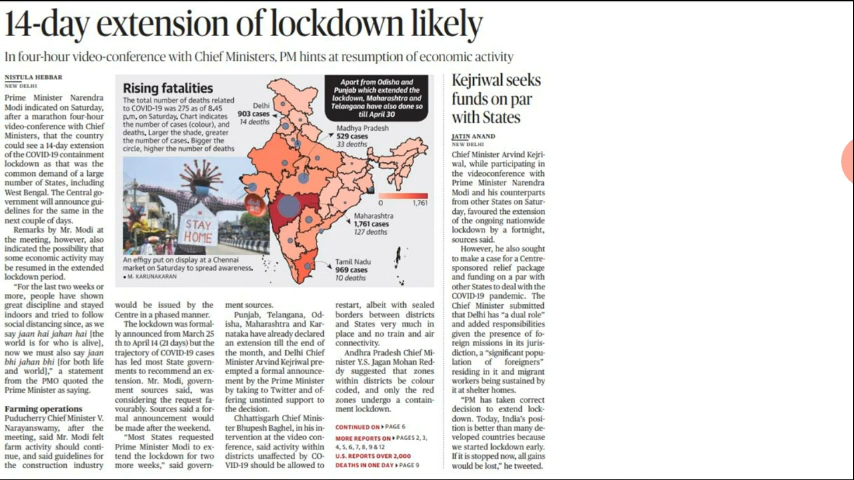 14-day extension of lockdown likely
In four-hour video-conference with Chief Ministers, PM hints at resumption of economic activity
NISTULA HEBBAR
NEW DELHI
Prime Minister Narendra
Modi indicated on Saturday,
after a marathon four-hour
video-conference with Chief
Ministers, that the country
could see a 14-day extension
of the COVID-19 containment
lockdown as that was the
common demand of a large
number of States, including
West Bengal. The Central go-
vernment will announce gui-
delines for the same in the
next couple of days.
Remarks by Mr. Modi at
the meeting, however, also
indicated the possibility that
some economic activity may
be resumed in the extended
lockdown period.
“For the last two weeks or
more, people have shown
great discipline and stayed
indoors and tried to follow
social distancing since, as we
say jaan hai jahan hai [the
world is for who is alive],
now we must also say jaan
bhi jahan bhi [for both life
and world],” a statement
from the PMO quoted the
Prime Minister as saying.
Farming operations
Puducherry Chief Minister V.
Narayanswamy, after the
meeting, said Mr. Modi felt
farm activity should conti-
nue, and said guidelines for
the construction industry
Rising fatalities
The total number of deaths related
to COVID-19 was 275 as of 8.45
p.m. on Saturday. Chart indicates
the number of cases (colour) and
deaths. Larger the shade, greater
the number of cases. Bigger the
circle, higher the number of deaths
Apart from Odisha and
Punjab which extended the
lockdown, Maharashtra and
Telangana have also done so
till April 30
Delhi
903 cases
14 deaths
Madhya Pradesh
529 cases
33 deaths
0 1,761
Maharashtra
1,761 cases
127 deaths
Tamil Nadu
969 cases
10 deaths
STAY
HOME
An effigy put on display at a Chennai
market on Saturday to spread awareness.
M. KARUNAKARAN
would be issued by the
Centre in a phased manner.
The lockdown was formal-
ly announced from March 25
th to April 14 (21 days) but the
trajectory of COVID-19 cases
has led most State govern-
ments to recommend an ex-
tension. Mr. Modi, govern-
ment sources said, was
considering the request fa-
vourably. Sources said a for-
mal announcement would
be made after the weekend.
“Most States requested
Prime Minister Modi to ex-
tend the lockdown for two
more weeks,” said govern-
ment sources.
Punjab, Telangana, Od-
isha, Maharashtra and Kar-
nataka have already declared
an extension till the end of
the month, and Delhi Chief
Minister Arvind Kejriwal pre-
empted a formal announce-
ment by the Prime Minister
by taking to Twitter and of-
fering unstinted support to
the decision.
Chhattisgarh Chief Minis-
ter Bhupesh Baghel, in his in-
tervention at the video con-
ference, said activity within
districts unaffected by CO-
VID-19 should be allowed to
restart, albeit with sealed
borders between districts
and States very much in
place and no train and air
connectivity.
Andhra Pradesh Chief Mi-
nister Y.S. Jagan Mohan Red-
dy suggested that zones
within districts be colour
coded, and only the red
zones undergo a contain-
ment lockdown.
CONTINUED ON PAGE 6
MORE REPORTS ON PAGES 2, 3,
4, 5, 6, 7, 8, 9 & 12
U.S. REPORTS OVER 2,000
DEATHS IN ONE DAY PAGE 9
Kejriwal seeks
funds on par
with States
JATIN ANAND
NEW DELHI
Chief Minister Arvind Kejri-
wal, while participating in
the videoconference with
Prime Minister Narendra
Modi and his counterparts
from other States on Satur-
day, favoured the extension
of the ongoing nationwide
lockdown by a fortnight,
sources said.
However, he also sought
to make a case for a Centre-
sponsored relief package
and funding on a par with
other States to deal with the
COVID-19 pandemic. The
Chief Minister submitted
that Delhi has “a dual role”
and added responsibilities
given the presence of fo-
reign missions in its juris-
diction, a “significant popu-
lation of foreigners”
residing in it and migrant
workers being sustained by
it at shelter homes.
“PM has taken correct
decision to extend lock-
down. Today, India’s posi-
tion is better than many de-
veloped countries because
we started lockdown early.
If it is stopped now, all gains
would be lost,” he tweeted.